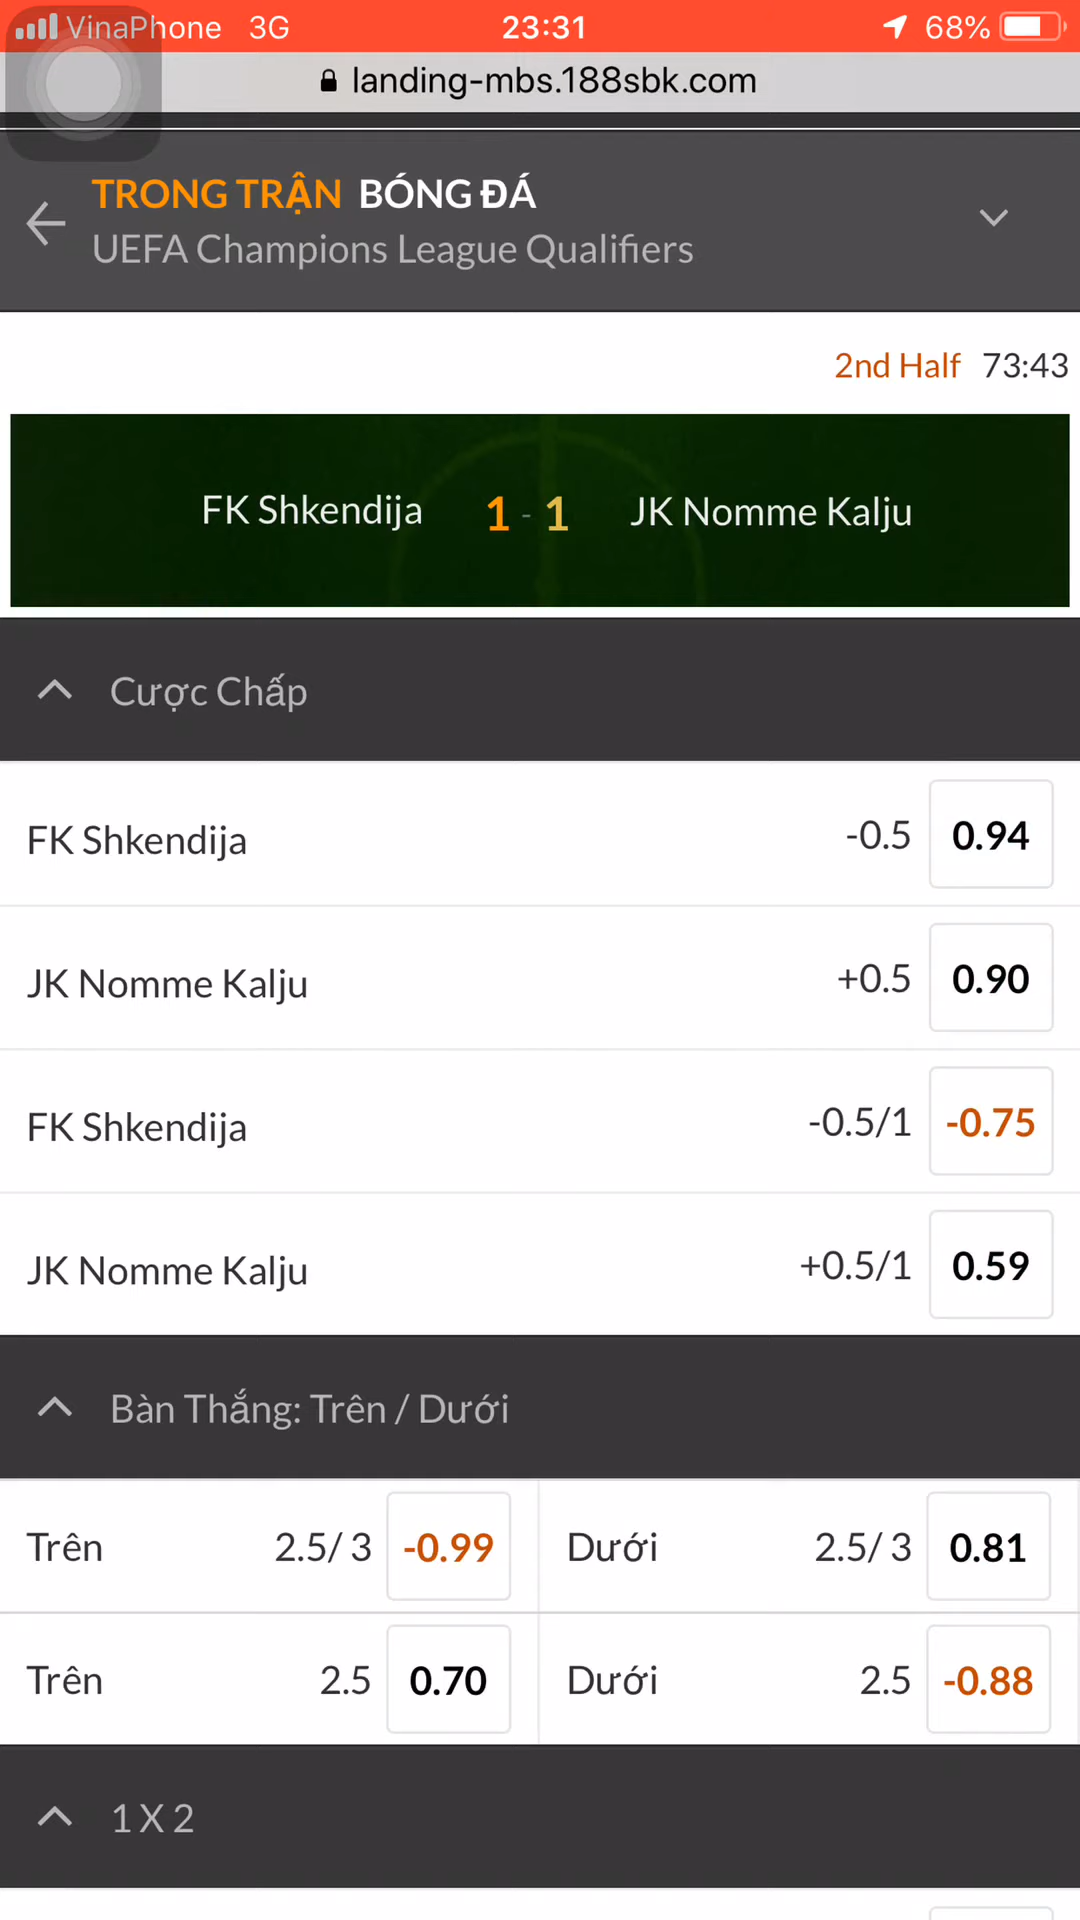 VinaPhone 3G 23:31 68%
landing-mbs.188sbk.com
TRONG TRẬN BÓNG ĐÁ
UEFA Champions League Qualifiers
2nd Half 73:43
FK Shkendija 1 - 1 JK Nomme Kalju
Cược Chấp
FK Shkendija -0.5 0.94
JK Nomme Kalju +0.5 0.90
FK Shkendija -0.5/1 -0.75
JK Nomme Kalju +0.5/1 0.59
Bàn Thắng: Trên / Dưới
Trên 2.5/ 3 -0.99 Dưới 2.5/ 3 0.81
Trên 2.5 0.70 Dưới 2.5 -0.88
1 X 2